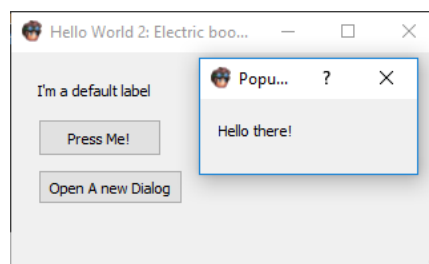 Hello World 2: Electric boo...
I'm a default label
Press Me!
Open A new Dialog
Popu...
?
Hello there!